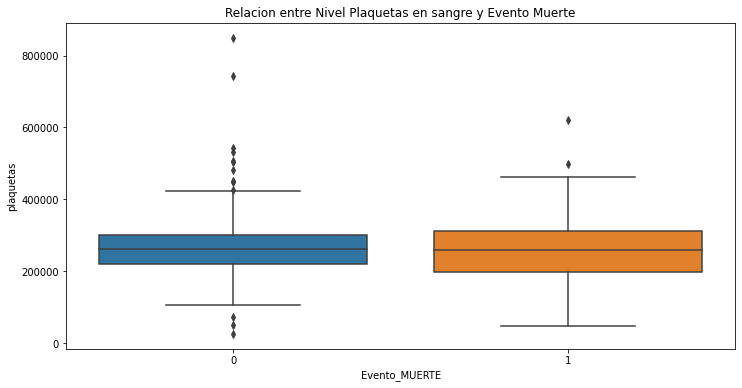 Relacion entre Nivel Plaquetas en sangre y Evento Muerte
800000
600000
400000
200000
0
plaquetas
0
1
Evento_MUERTE